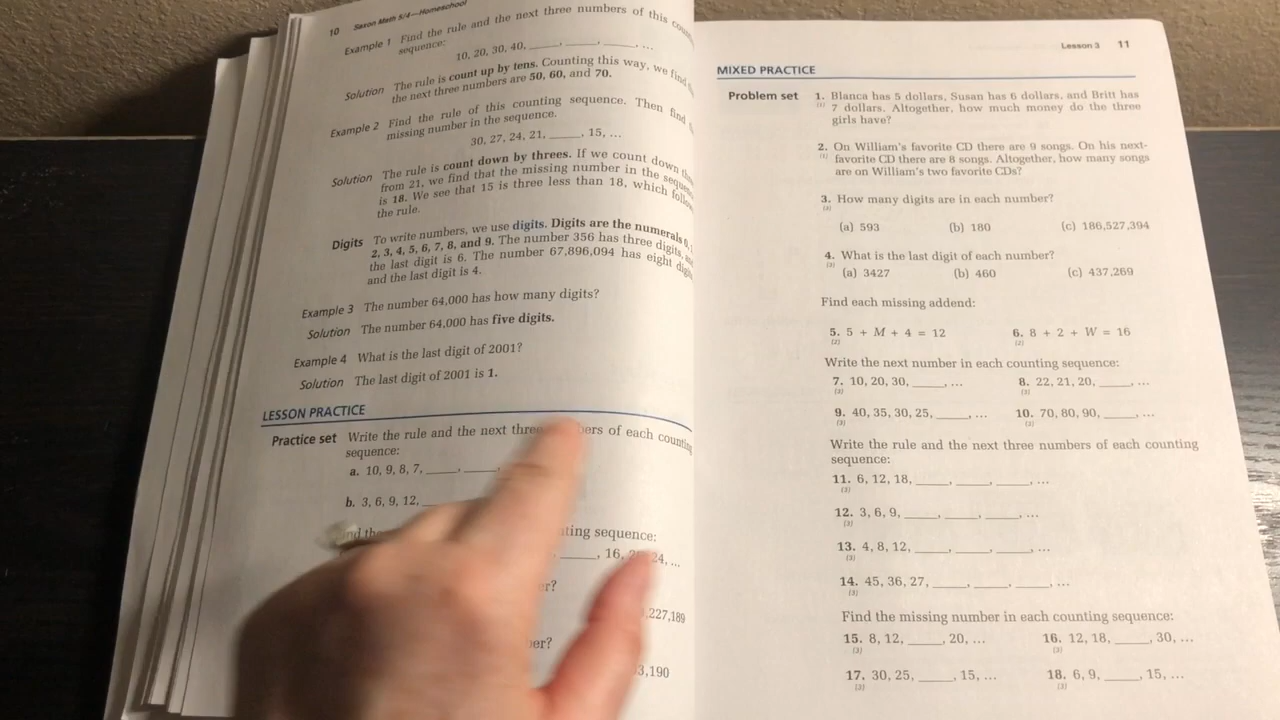 10 Saxon Math 5/4—Homeschool
Example 1 Find the rule and the next three numbers of this
sequence:
10, 20, 30, 40, _____, _____, _____, ...
Solution The rule is count up by tens. Counting this way, we find
the next three numbers are 50, 60, and 70.
Example 2 Find the rule of this counting sequence. Then find
missing number in the sequence.
30, 27, 24, 21, _____, 15, ...
Solution The rule is count down by threes. If we count down
from 21, we find that the missing number in the
is 18. We see that 15 is three less than 18, which
the rule.
Digits To write numbers, we use digits. Digits are the numerals 0,
2, 3, 4, 5, 6, 7, 8, and 9. The number 356 has three digits,
the last digit is 6. The number 67,896,094 has eight
and the last digit is 4.
Example 3 The number 64,000 has how many digits?
Solution The number 64,000 has five digits.
Example 4 What is the last digit of 2001?
Solution The last digit of 2001 is 1.
LESSON PRACTICE
Practice set Write the rule and the next of each counting
sequence:
a. 10, 9, 8, 7, _____, _____,
b. 3, 6, 9, 12, _____
sequence:
_____, 16, 24, ...
227,189
3,190
Lesson 3 11
MIXED PRACTICE
Problem set 1. Blanca has 5 dollars, Susan has 6 dollars, and Britt has
(1) 7 dollars. Altogether, how much money do the three
girls have?
2. On William's favorite CD there are 9 songs. On his next-
(1) favorite CD there are 8 songs. Altogether, how many songs
are on William's two favorite CDs?
3. How many digits are in each number?
(3)
(a) 593 (b) 180 (c) 186,527,394
4. What is the last digit of each number?
(3) (a) 3427 (b) 460 (c) 437,269
Find each missing addend:
5. 5 + M + 4 = 12 6. 8 + 2 + W = 16
(2) (2)
Write the next number in each counting sequence:
7. 10, 20, 30, _____, ... 8. 22, 21, 20, _____, ...
(3) (3)
9. 40, 35, 30, 25, _____, ... 10. 70, 80, 90, _____, ...
(3) (3)
Write the rule and the next three numbers of each counting
sequence:
11. 6, 12, 18, _____, _____, _____, ...
(3)
12. 3, 6, 9, _____, _____, _____, ...
(3)
13. 4, 8, 12, _____, _____, _____, ...
(3)
14. 45, 36, 27, _____, _____, _____, ...
(3)
Find the missing number in each counting sequence:
15. 8, 12, _____, 20, ... 16. 12, 18, _____, 30, ...
(3) (3)
17. 30, 25, _____, 15, ... 18. 6, 9, _____, 15, ...
(3) (3)